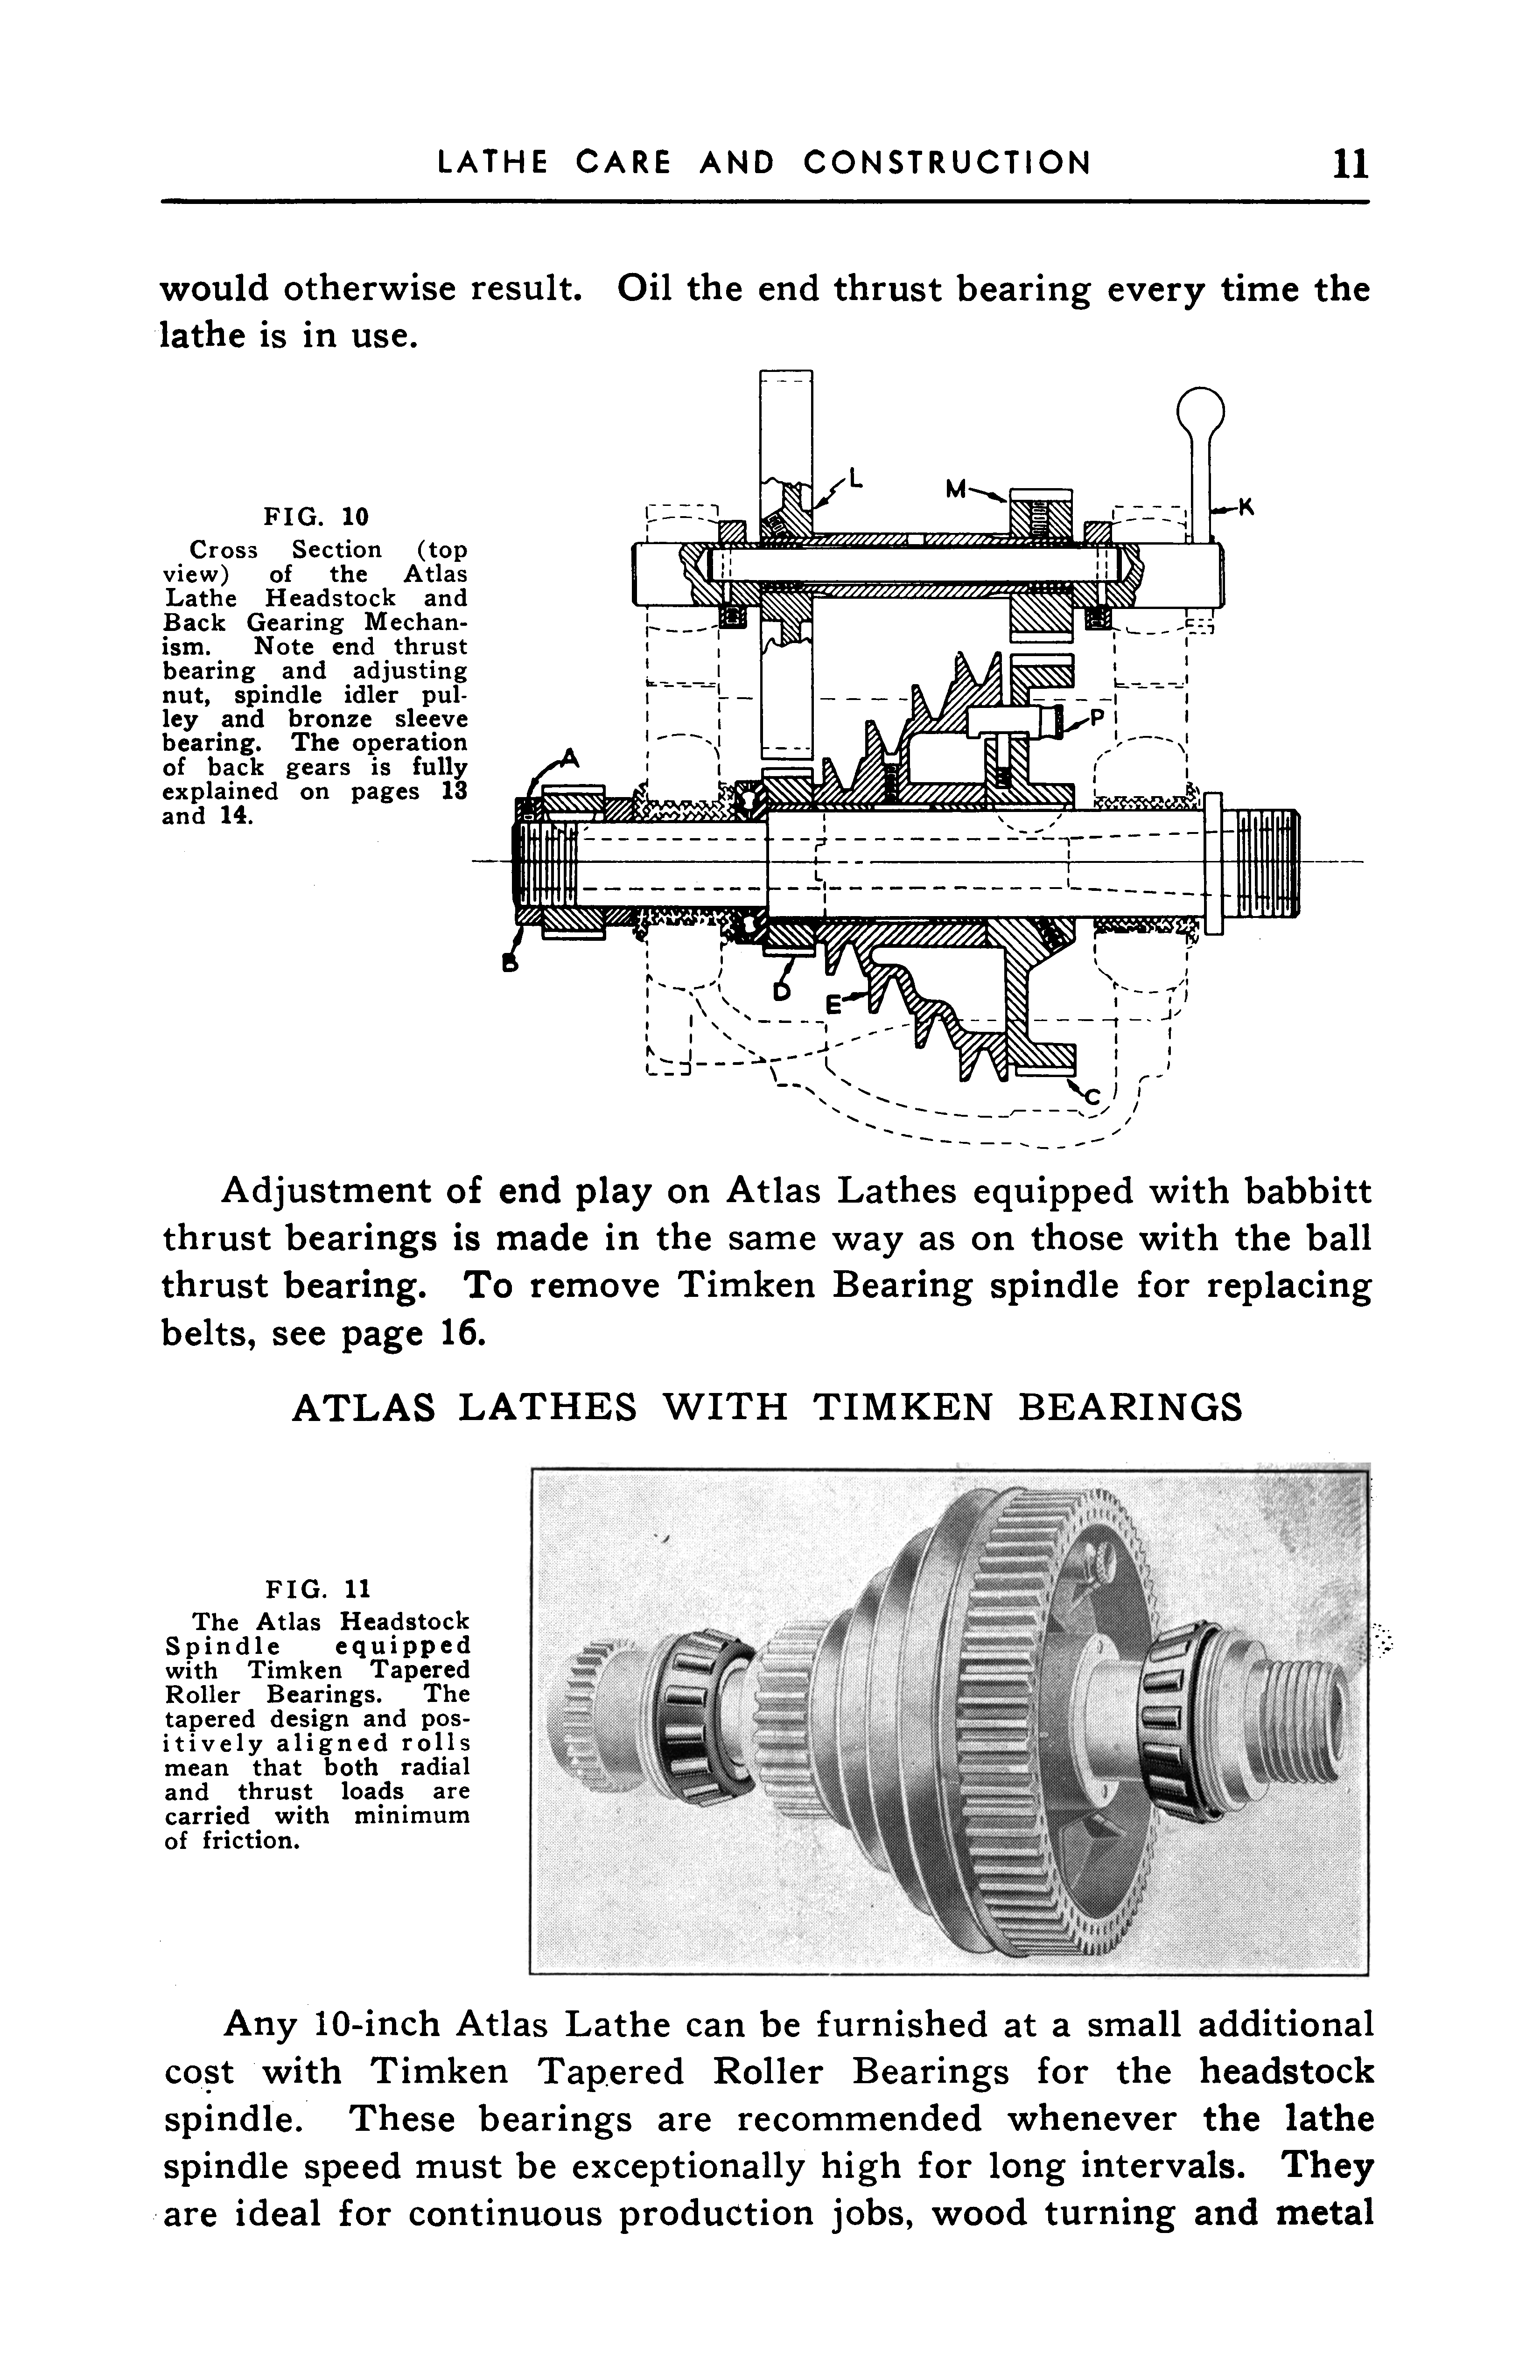 LATHE CARE AND CONSTRUCTION 11
would otherwise result. Oil the end thrust bearing every time the
lathe is in use.
FIG. 10
Cross Section (top
view) of the Atlas
Lathe Headstock and
Back Gearing Mechan-
ism. Note end thrust
bearing and adjusting
nut, spindle idler pul-
ley and bronze sleeve
bearing. The operation
of back gears is fully
explained on pages 13
and 14.
L
M
K
P
A
B
D
E
C
Adjustment of end play on Atlas Lathes equipped with babbitt
thrust bearings is made in the same way as on those with the ball
thrust bearing. To remove Timken Bearing spindle for replacing
belts, see page 16.
ATLAS LATHES WITH TIMKEN BEARINGS
FIG. 11
The Atlas Headstock
Spindle equipped
with Timken Tapered
Roller Bearings. The
tapered design and pos-
itively aligned rolls
mean that both radial
and thrust loads are
carried with minimum
of friction.
Any 10-inch Atlas Lathe can be furnished at a small additional
cost with Timken Tapered Roller Bearings for the headstock
spindle. These bearings are recommended whenever the lathe
spindle speed must be exceptionally high for long intervals. They
are ideal for continuous production jobs, wood turning and metal